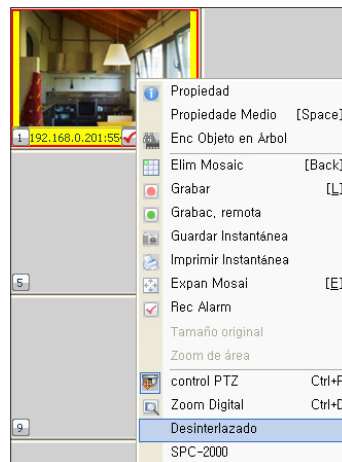 1 192.168.0.201:55
Propiedad
Propiedade Medio [Space]
Enc Objeto en Árbol
Elim Mosaic [Back]
Grabar [L]
Grabac, remota
Guardar Instantánea
Imprimir Instantánea
5
Expan Mosai [E]
Rec Alarm
Tamaño original
Zoom de área
control PTZ Ctrl+P
Zoom Digital Ctrl+D
9
Desinterlazado
SPC-2000